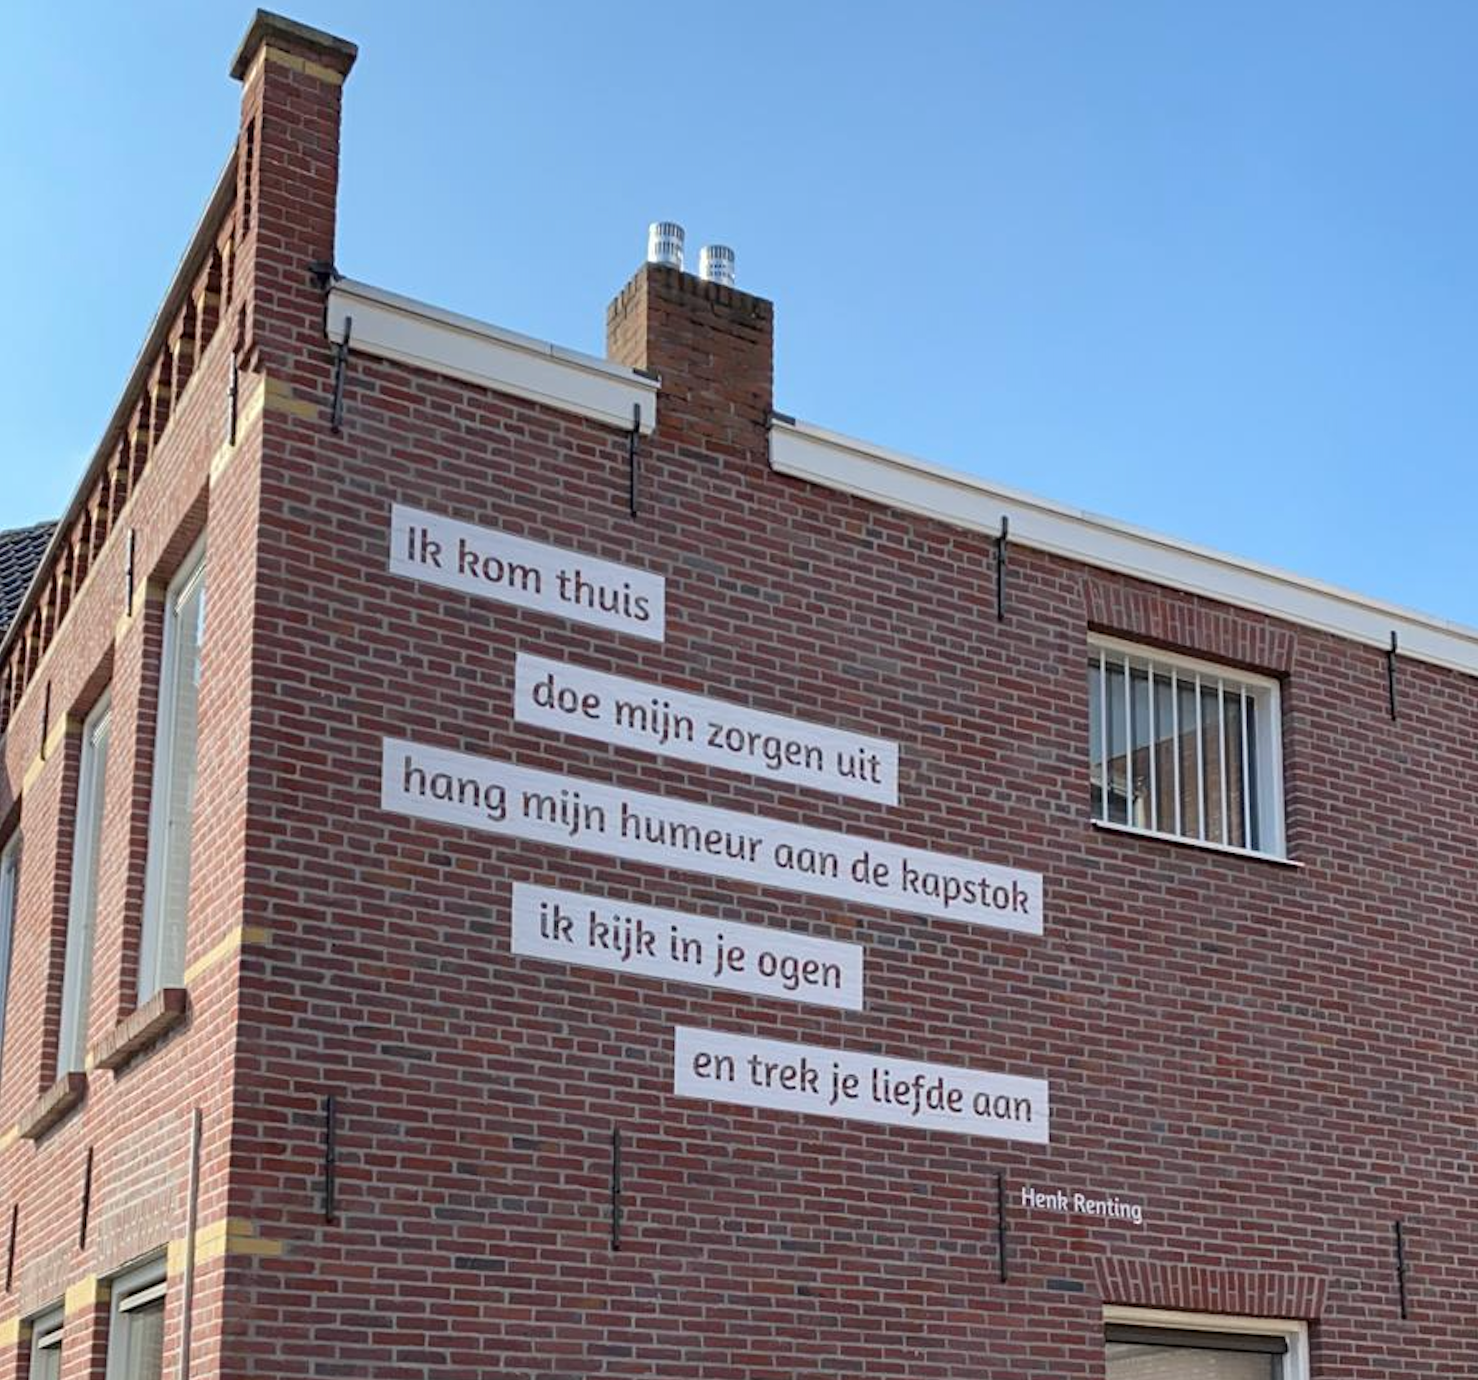 Ik kom thuis
doe mijn zorgen uit
hang mijn humeur aan de kapstok
ik kijk in je ogen
en trek je liefde aan
Henk Renting